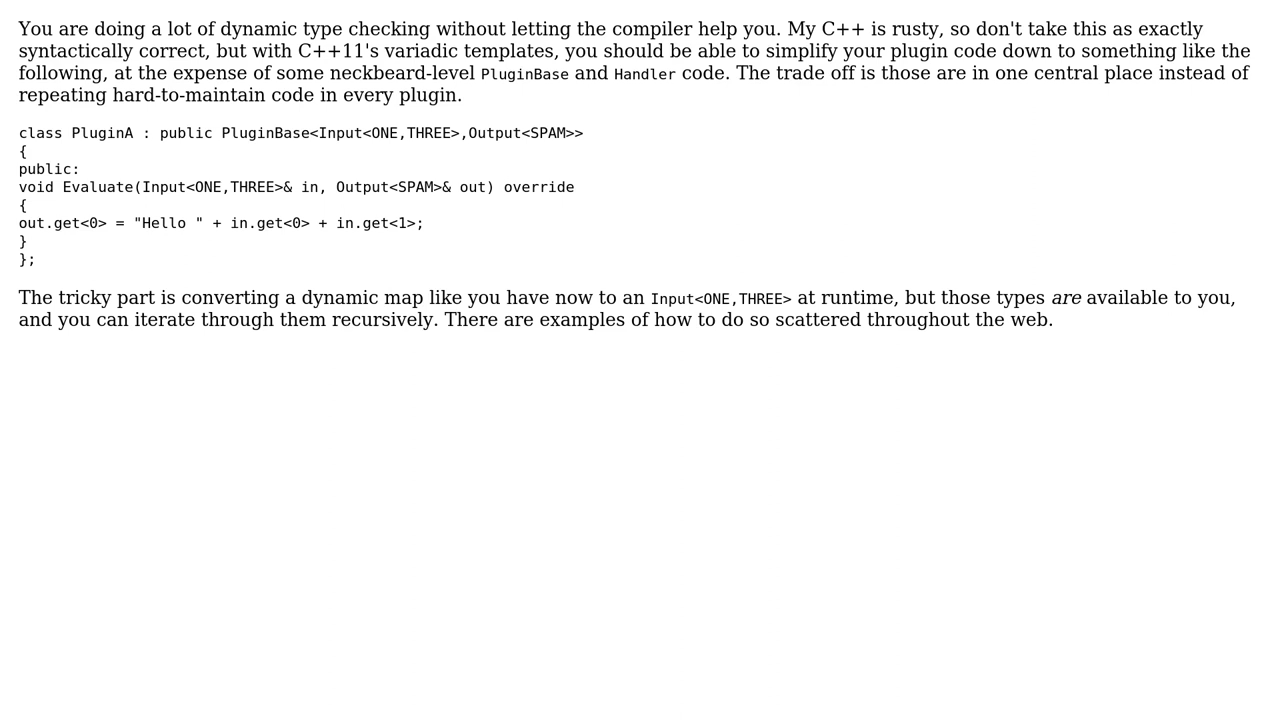 You are doing a lot of dynamic type checking without letting the compiler help you. My C++ is rusty, so don't take this as exactly
syntactically correct, but with C++11's variadic templates, you should be able to simplify your plugin code down to something like the
following, at the expense of some neckbeard-level PluginBase and Handler code. The trade off is those are in one central place instead of
repeating hard-to-maintain code in every plugin.
class PluginA : public PluginBase<Input<ONE,THREE>,Output<SPAM>>
{
public:
void Evaluate(Input<ONE,THREE>& in, Output<SPAM>& out) override
{
out.get<0> = "Hello " + in.get<0> + in.get<1>;
}
};
The tricky part is converting a dynamic map like you have now to an Input<ONE,THREE> at runtime, but those types are available to you,
and you can iterate through them recursively. There are examples of how to do so scattered throughout the web.